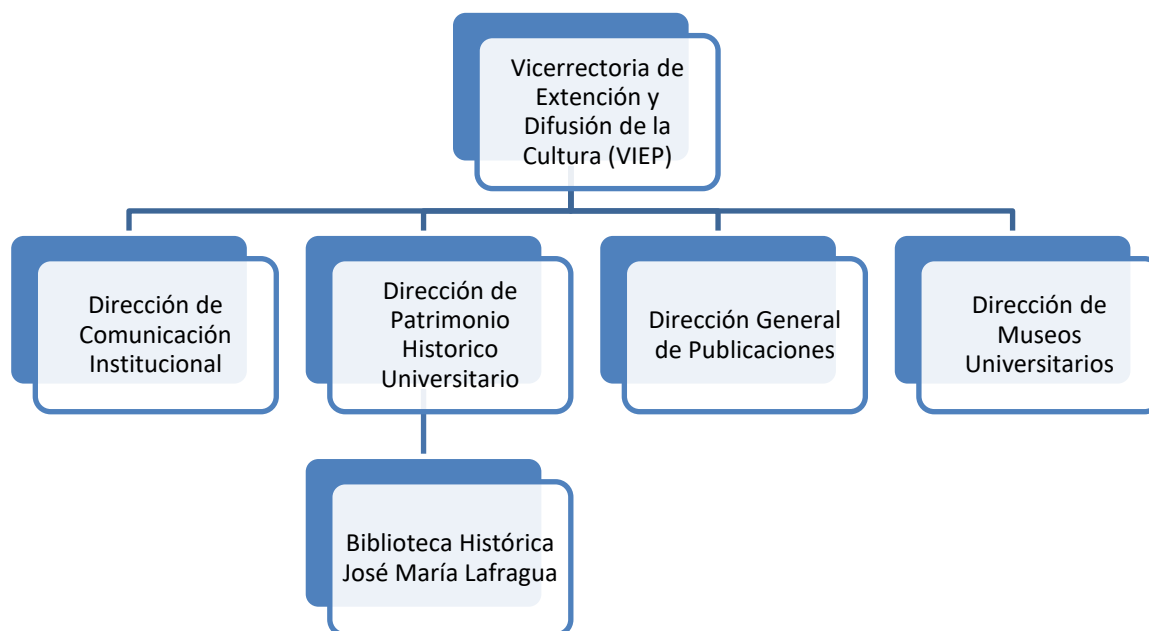 Vicerrectoria de
Extención y
Difusión de la
Cultura (VIEP)
Dirección de
Comunicación
Institucional
Dirección de
Patrimonio
Historico
Universitario
Dirección General
de Publicaciones
Dirección de
Museos
Universitarios
Biblioteca Histórica
José María Lafragua